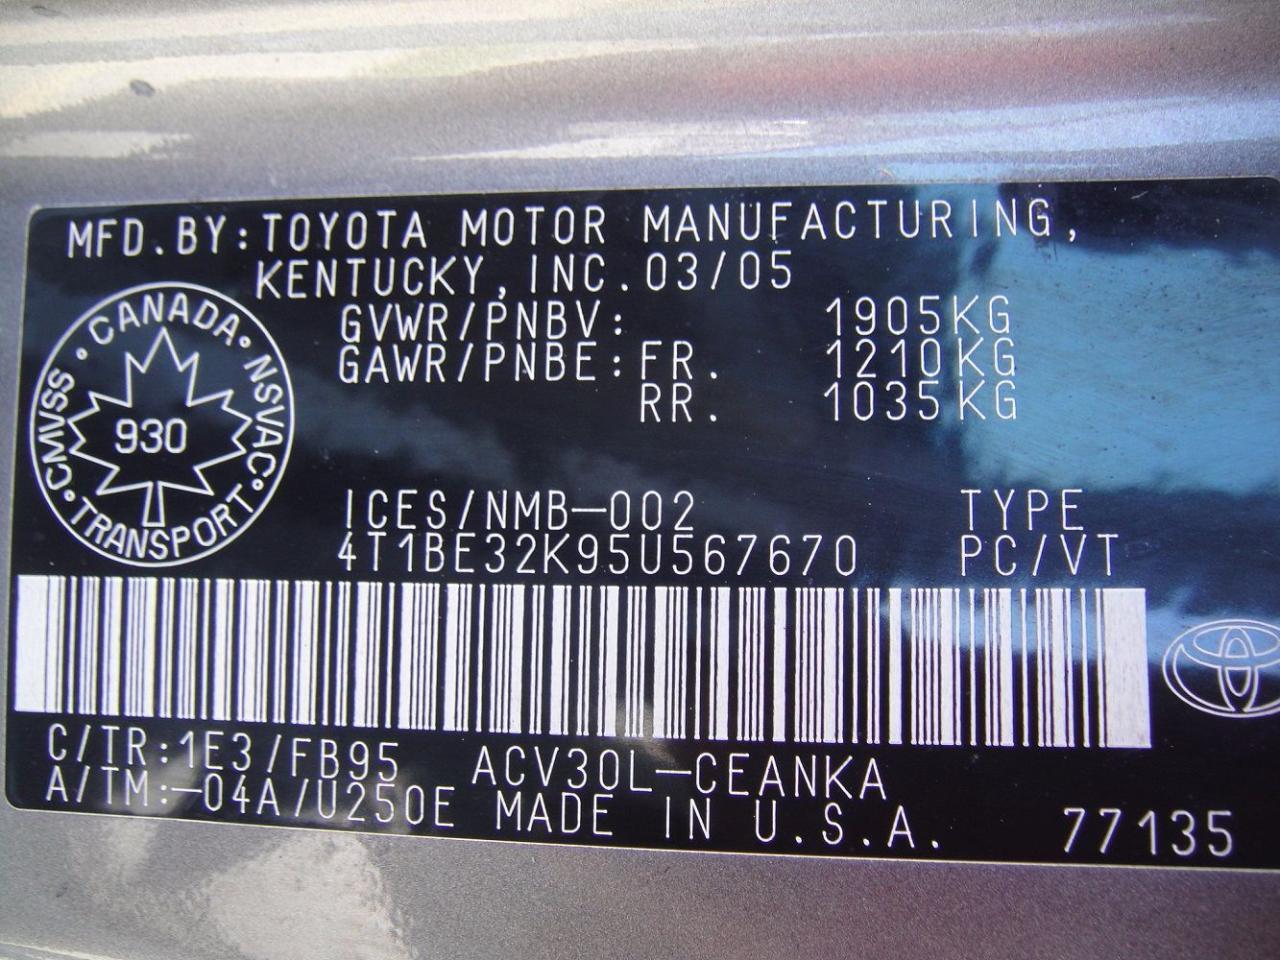 MFD.BY:TOYOTA MOTOR MANUFACTURING,
KENTUCKY, INC. 03/05
GVWR/PNBV: 1905KG
GAWR/PNBE:FR. 1210KG
RR. 1035KG
CANADA • NSVAC • TRANSPORT • CMVSS •
930
ICES/NMB-002 TYPE
4T1BE32K95U567670 PC/VT
C/TR:1E3/FB95 ACV30L-CEANKA
A/TM:-04A/U250E MADE IN U.S.A. 77135